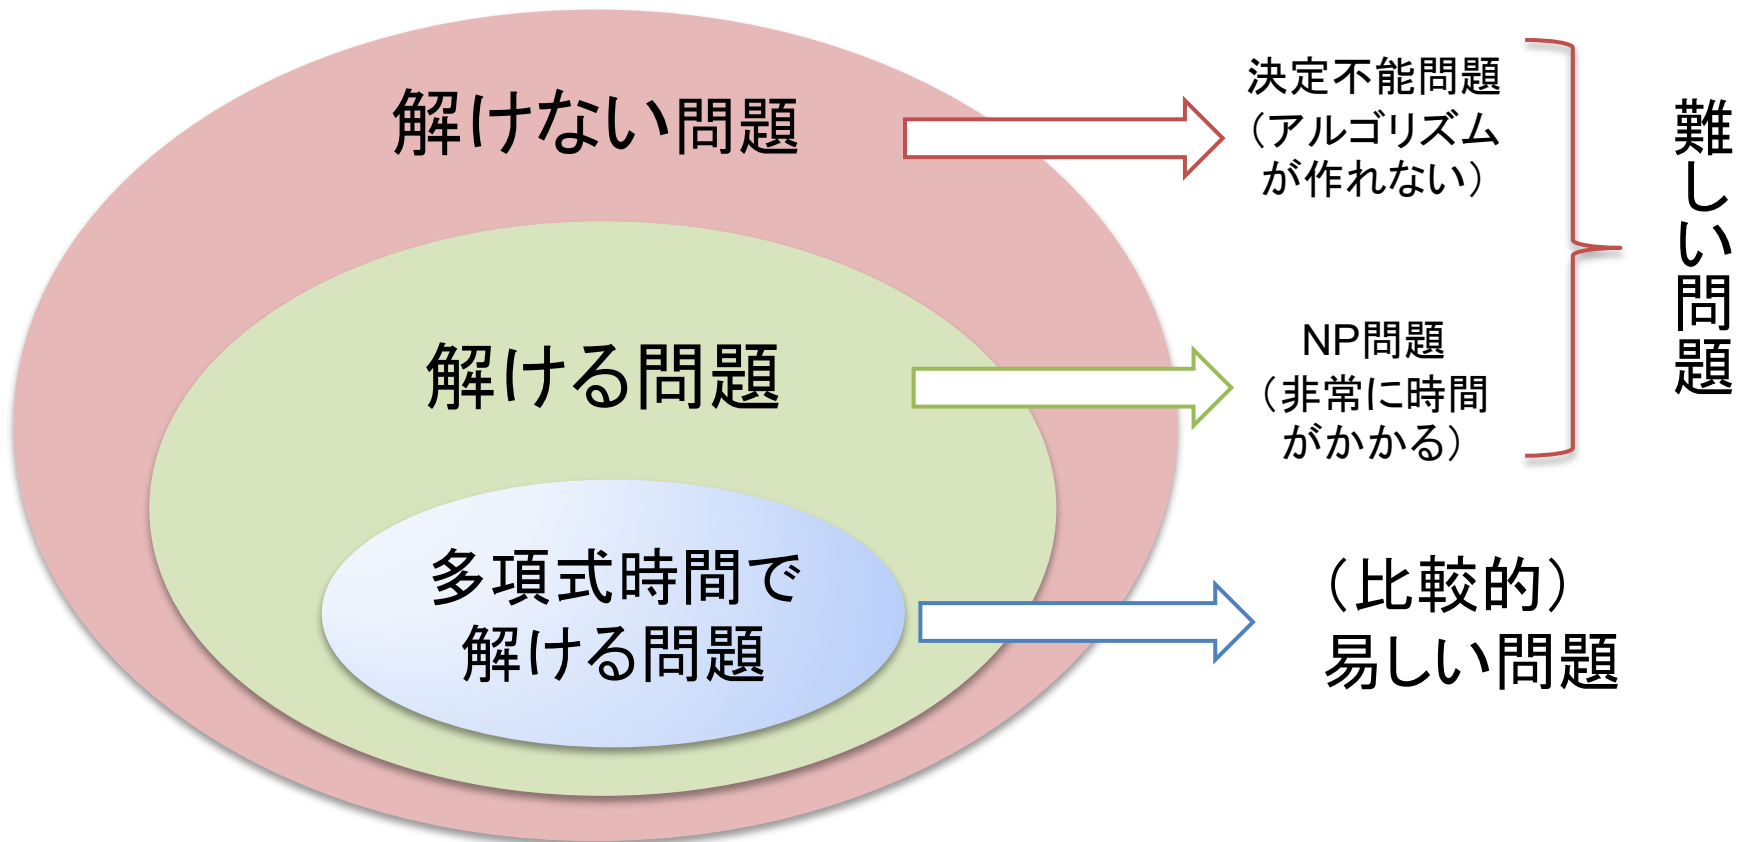 解けない問題
決定不能問題
（アルゴリズム
が作れない）
解ける問題
NP問題
（非常に時間
がかかる）
難しい問題
多項式時間で
解ける問題
（比較的）
易しい問題